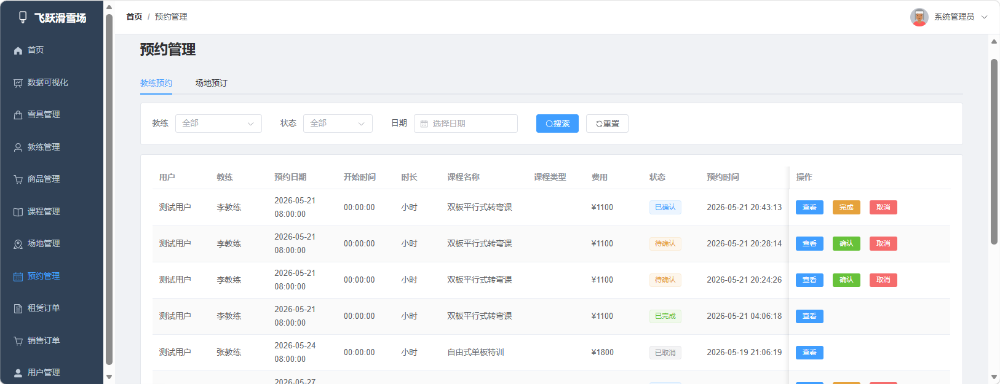 飞跃滑雪场
首页
数据可视化
雪具管理
教练管理
商品管理
课程管理
场地管理
预约管理
租赁订单
销售订单
用户管理
首页 / 预约管理
系统管理员
预约管理
教练预约 场地预订
教练 全部 状态 全部 日期 选择日期 搜索 重置
用户 教练 预约日期 开始时间 时长 课程名称 课程类型 费用 状态 预约时间 操作
测试用户 李教练 2026-05-21 08:00:00 00:00:00 小时 双板平行式转弯课 ¥1100 已确认 2026-05-21 20:43:13 查看 完成 取消
测试用户 李教练 2026-05-21 08:00:00 00:00:00 小时 双板平行式转弯课 ¥1100 待确认 2026-05-21 20:28:14 查看 确认 取消
测试用户 李教练 2026-05-21 08:00:00 00:00:00 小时 双板平行式转弯课 ¥1100 待确认 2026-05-21 20:24:26 查看 确认 取消
测试用户 李教练 2026-05-21 08:00:00 00:00:00 小时 双板平行式转弯课 ¥1100 已完成 2026-05-21 04:06:18 查看
测试用户 张教练 2026-05-24 08:00:00 00:00:00 小时 自由式单板特训 ¥1800 已取消 2026-05-19 21:06:19 查看
2026-05-27